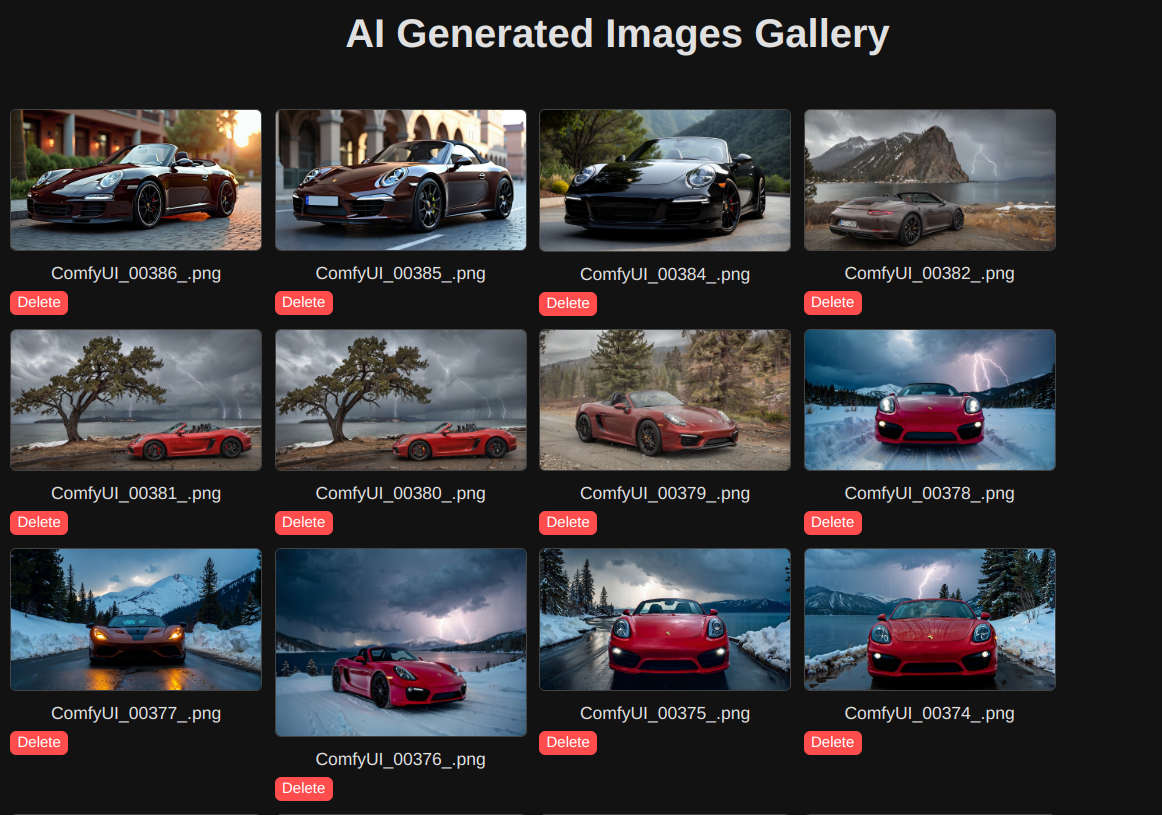 AI Generated Images Gallery
ComfyUI_00386_.png
Delete
ComfyUI_00385_.png
Delete
ComfyUI_00384_.png
Delete
ComfyUI_00382_.png
Delete
ComfyUI_00381_.png
Delete
ComfyUI_00380_.png
Delete
ComfyUI_00379_.png
Delete
ComfyUI_00378_.png
Delete
ComfyUI_00377_.png
Delete
ComfyUI_00376_.png
Delete
ComfyUI_00375_.png
Delete
ComfyUI_00374_.png
Delete